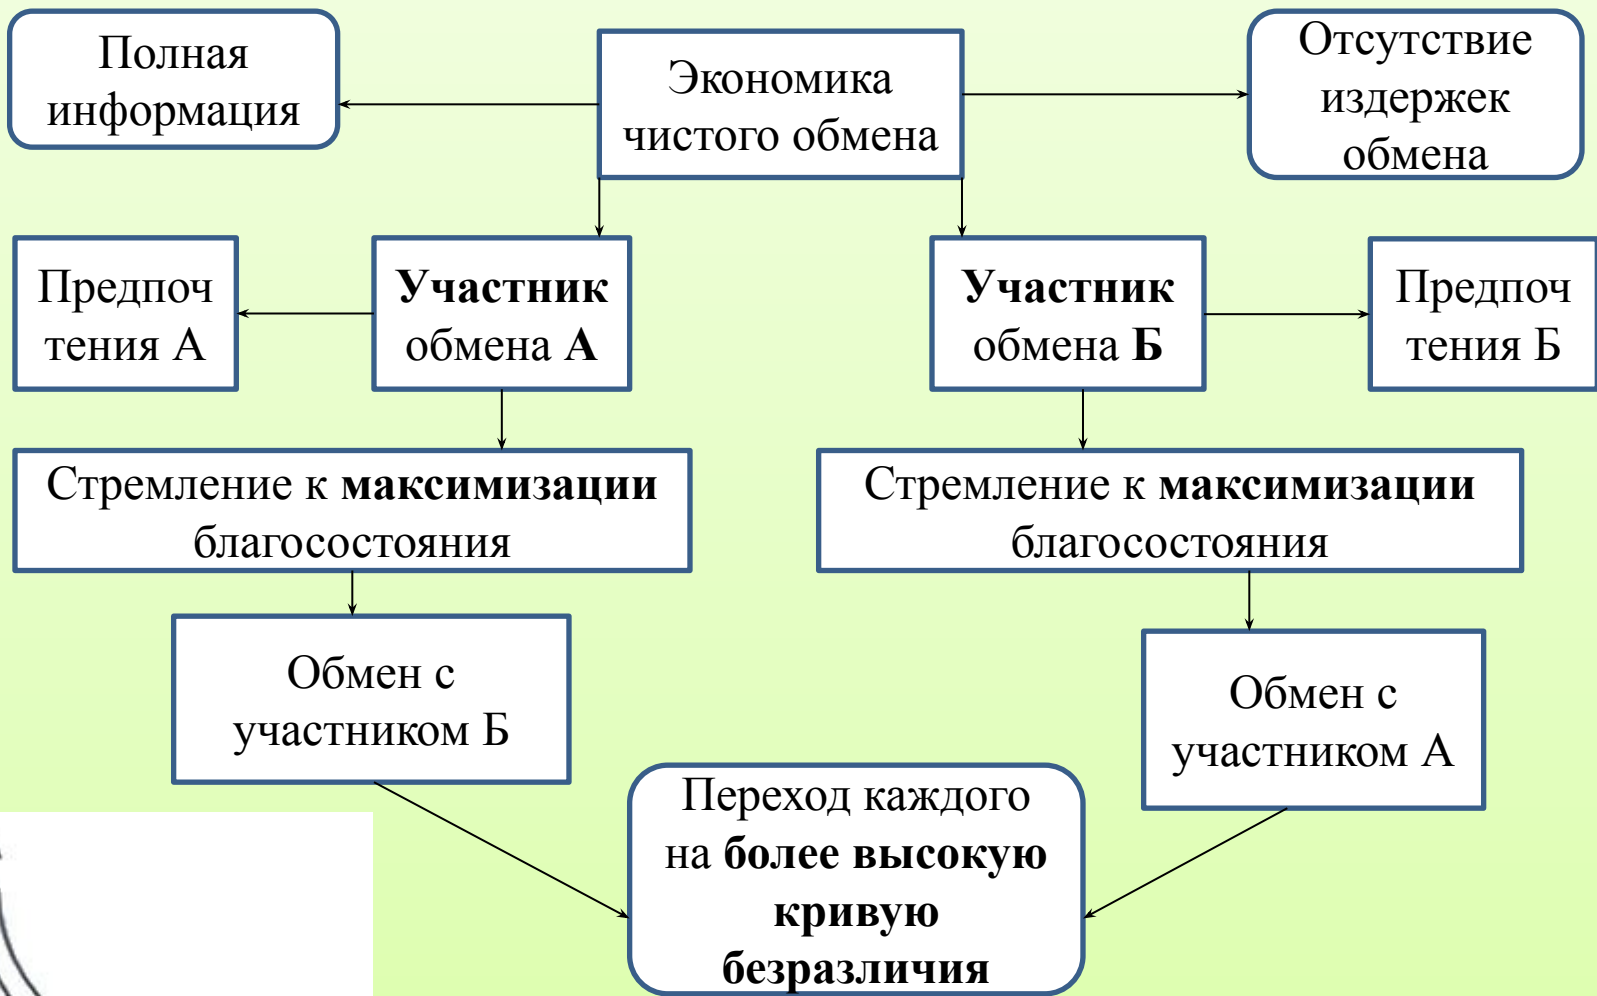 Полная
информация
Экономика
чистого обмена
Отсутствие
издержек
обмена
Предпоч
тения А
Участник
обмена А
Участник
обмена Б
Предпоч
тения Б
Стремление к максимизации
благосостояния
Стремление к максимизации
благосостояния
Обмен с
участником Б
Обмен с
участником А
Переход каждого
на более высокую
кривую
безразличия